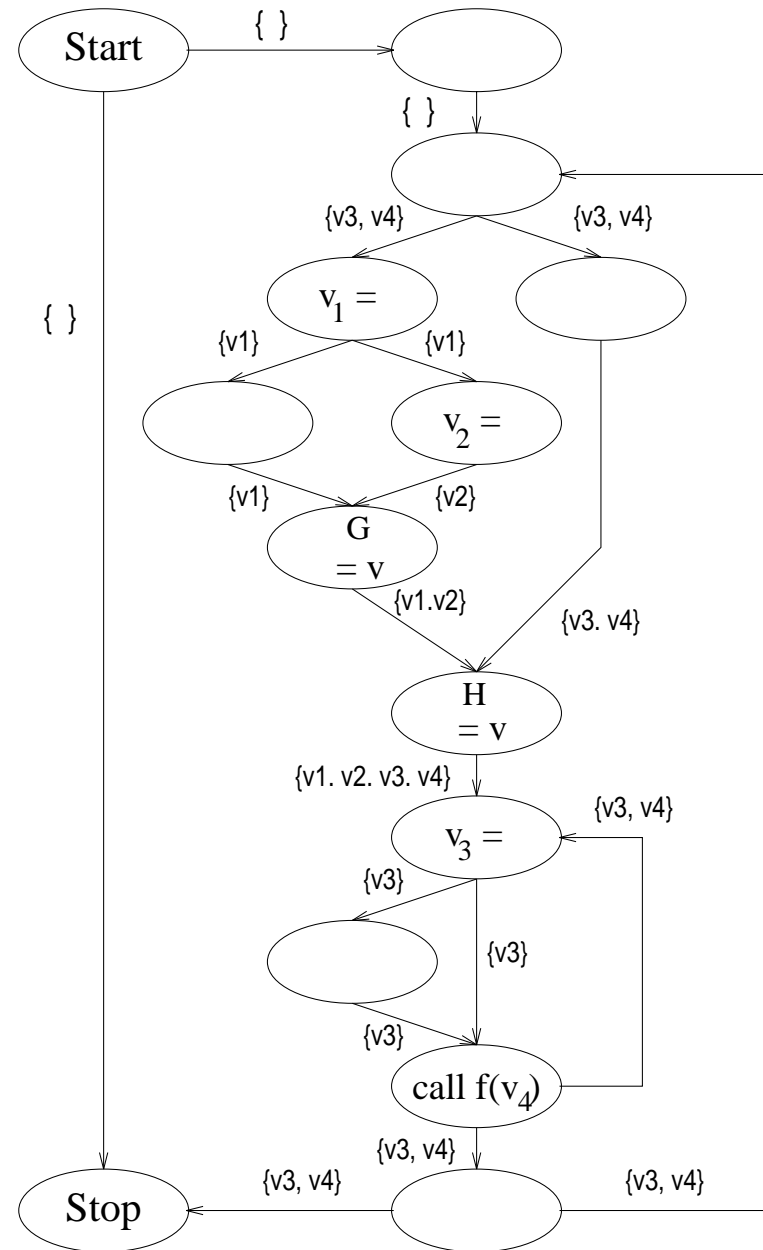 { }
Start
{ }
{v3, v4}
{v3, v4}
v1 =
{ }
{v1}
{v1}
v2 =
{v1}
{v2}
G
= v
{v1.v2}
{v3. v4}
H
= v
{v1. v2. v3. v4}
{v3, v4}
v3 =
{v3}
{v3}
{v3}
call f(v4)
{v3, v4}
{v3, v4}
{v3, v4}
Stop